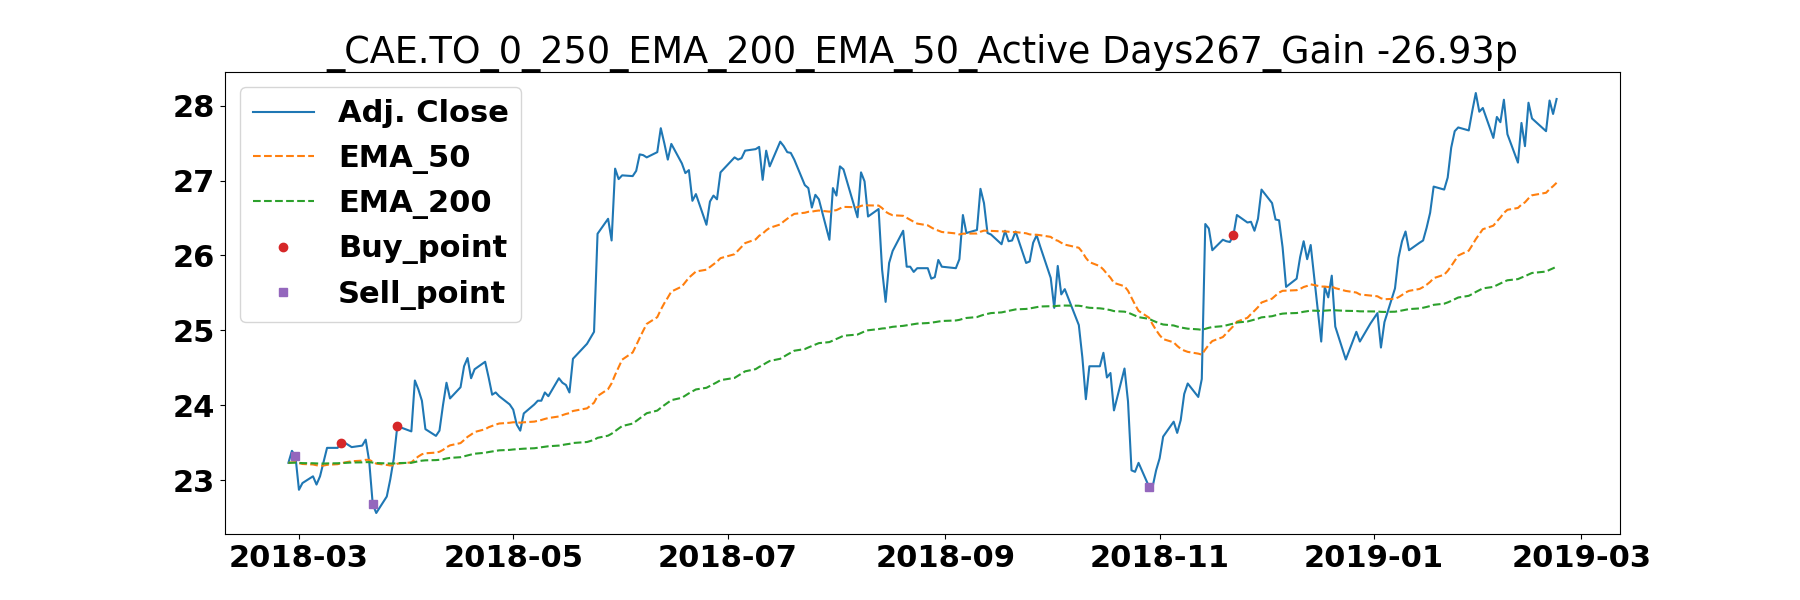 _CAE.TO_0_250_EMA_200_EMA_50_Active Days267_Gain -26.93p
Adj. Close
EMA_50
EMA_200
Buy_point
Sell_point
28
27
26
25
24
23
2018-03 2018-05 2018-07 2018-09 2018-11 2019-01 2019-03